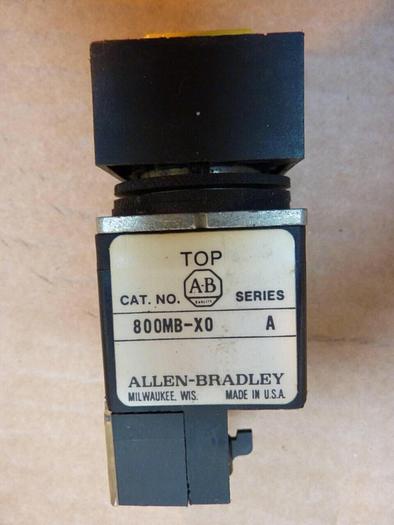 TOP
A-B
QUALITY
CAT. NO. SERIES
800MB-X0 A
ALLEN-BRADLEY
MILWAUKEE, WIS. MADE IN U.S.A.